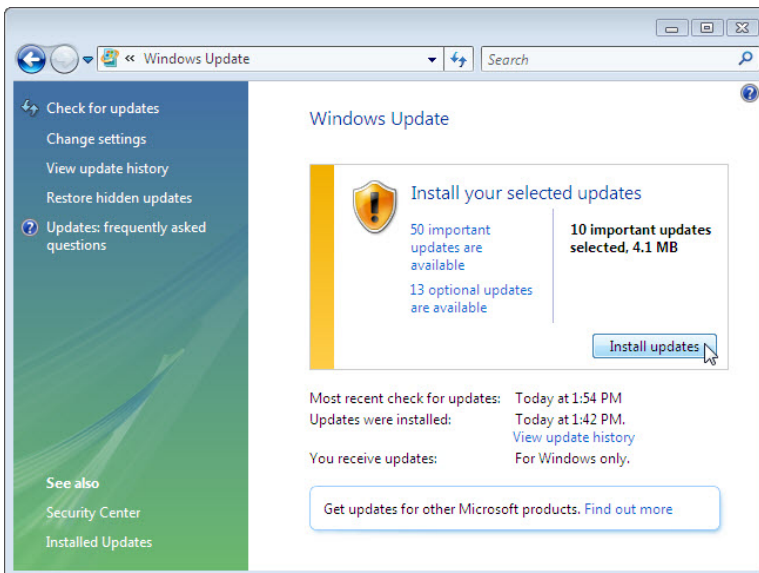 « Windows Update
Search
Check for updates
Change settings
View update history
Restore hidden updates
Updates: frequently asked
questions
See also
Security Center
Installed Updates
Windows Update
Install your selected updates
50 important
updates are
available
13 optional updates
are available
10 important updates
selected, 4.1 MB
Install updates
Most recent check for updates: Today at 1:54 PM
Updates were installed: Today at 1:42 PM.
View update history
You receive updates: For Windows only.
Get updates for other Microsoft products. Find out more